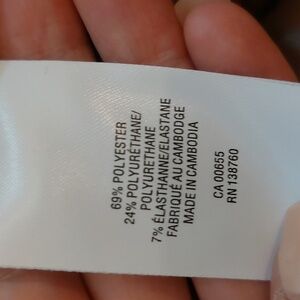 69% POLYESTER
24% POLYURÉTHANE/
POLYURETHANE
7% ÉLASTHANNE/ELASTANE
FABRIQUÉ AU CAMBODGE
MADE IN CAMBODIA
CA 00655
RN 138760